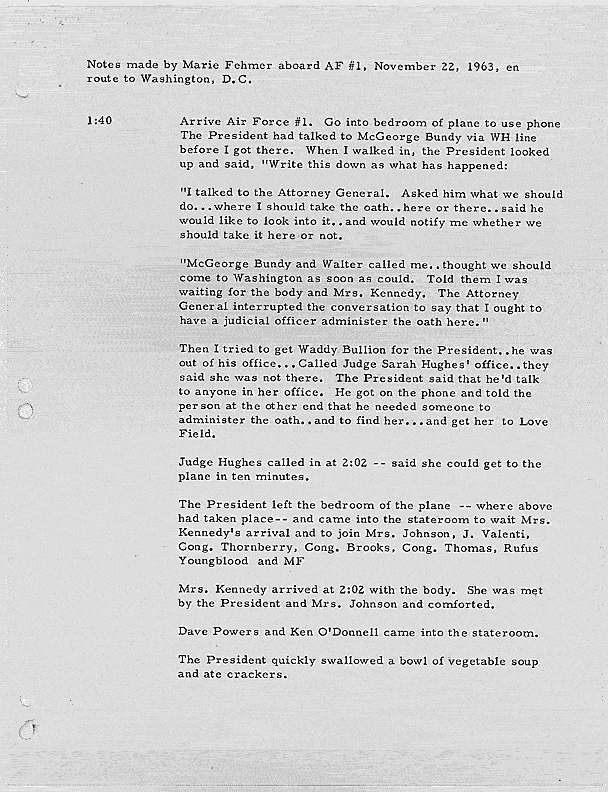 Notes made by Marie Fehmer aboard AF #1, November 22, 1963, en
route to Washington, D.C.
1:40 Arrive Air Force #1. Go into bedroom of plane to use phone
The President had talked to McGeorge Bundy via WH line
before I got there. When I walked in, the President looked
up and said, "Write this down as what has happened:
"I talked to the Attorney General. Asked him what we should
do...where I should take the oath..here or there..said he
would like to look into it..and would notify me whether we
should take it here or not.
"McGeorge Bundy and Walter called me..thought we should
come to Washington as soon as could. Told them I was
waiting for the body and Mrs. Kennedy. The Attorney
General interrupted the conversation to say that I ought to
have a judicial officer administer the oath here."
Then I tried to get Waddy Bullion for the President..he was
out of his office...Called Judge Sarah Hughes' office..they
said she was not there. The President said that he'd talk
to anyone in her office. He got on the phone and told the
person at the other end that he needed someone to
administer the oath..and to find her...and get her to Love
Field.
Judge Hughes called in at 2:02 -- said she could get to the
plane in ten minutes.
The President left the bedroom of the plane -- where above
had taken place-- and came into the stateroom to wait Mrs.
Kennedy's arrival and to join Mrs. Johnson, J. Valenti,
Cong. Thornberry, Cong. Brooks, Cong. Thomas, Rufus
Youngblood and MF
Mrs. Kennedy arrived at 2:02 with the body. She was met
by the President and Mrs. Johnson and comforted.
Dave Powers and Ken O'Donnell came into the stateroom.
The President quickly swallowed a bowl of vegetable soup
and ate crackers.